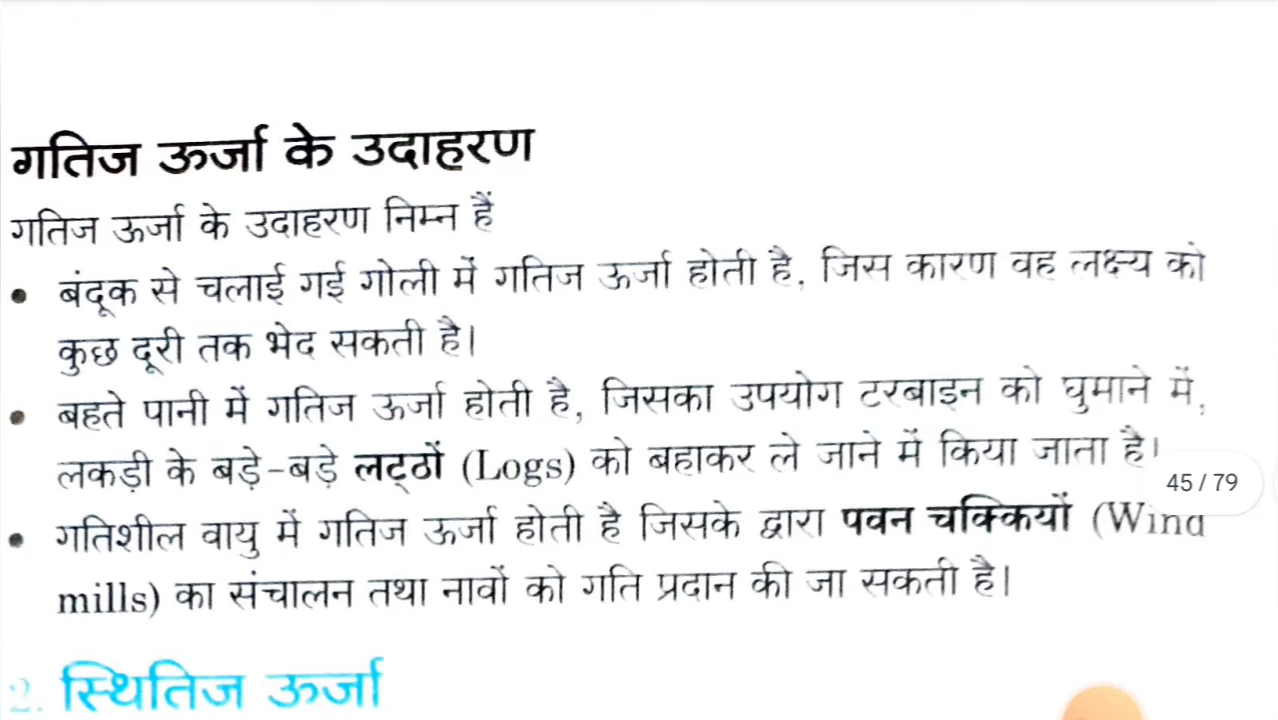 गतिज ऊर्जा के उदाहरण
गतिज ऊर्जा के उदाहरण निम्न हैं
• बंदूक से चलाई गई गोली में गतिज ऊर्जा होती है, जिस कारण वह लक्ष्य को
कुछ दूरी तक भेद सकती है।
• बहते पानी में गतिज ऊर्जा होती है, जिसका उपयोग टरबाइन को घुमाने में,
लकड़ी के बड़े-बड़े लट्ठों (Logs) को बहाकर ले जाने में किया जाता है।
45 / 79
• गतिशील वायु में गतिज ऊर्जा होती है जिसके द्वारा पवन चक्कियों (Wind
mills) का संचालन तथा नावों को गति प्रदान की जा सकती है।
2. स्थितिज ऊर्जा